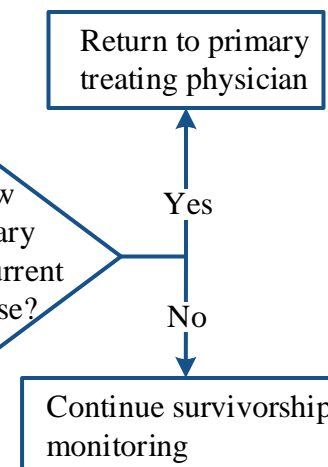 Return to primary
treating physician
Yes
No
Continue survivorship
monitoring